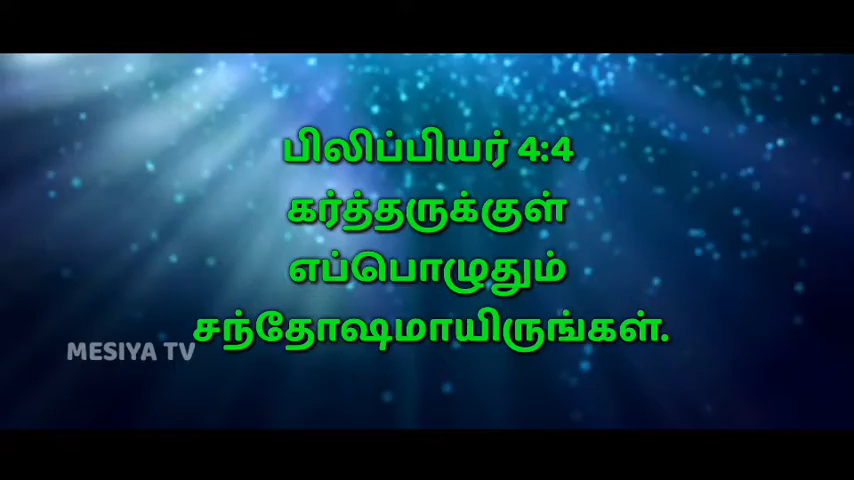 பிலிப்பியர் 4:4
கர்த்தருக்குள்
எப்பொழுதும்
சந்தோஷமாயிருங்கள்.
MESIYA TV